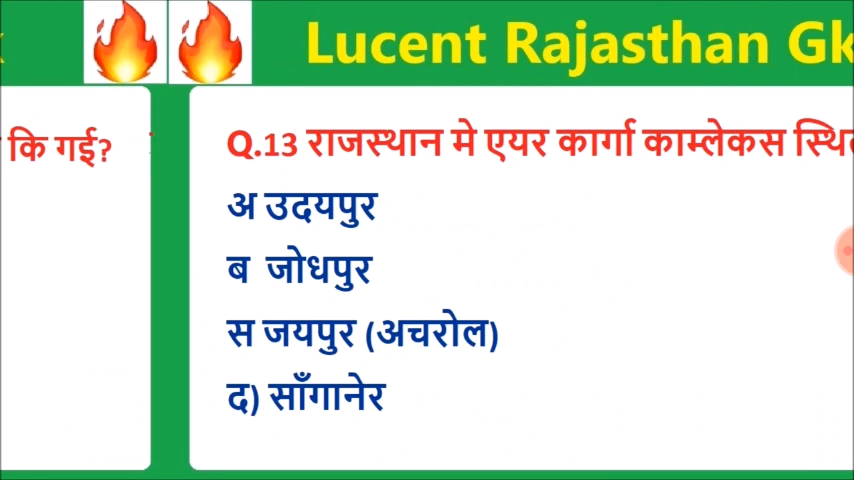 Lucent Rajasthan Gk
कि गई?
Q.13 राजस्थान मे एयर कार्गा काम्लेकस
अ उदयपुर
ब जोधपुर
स जयपुर (अचरोल)
द) साँगानेर